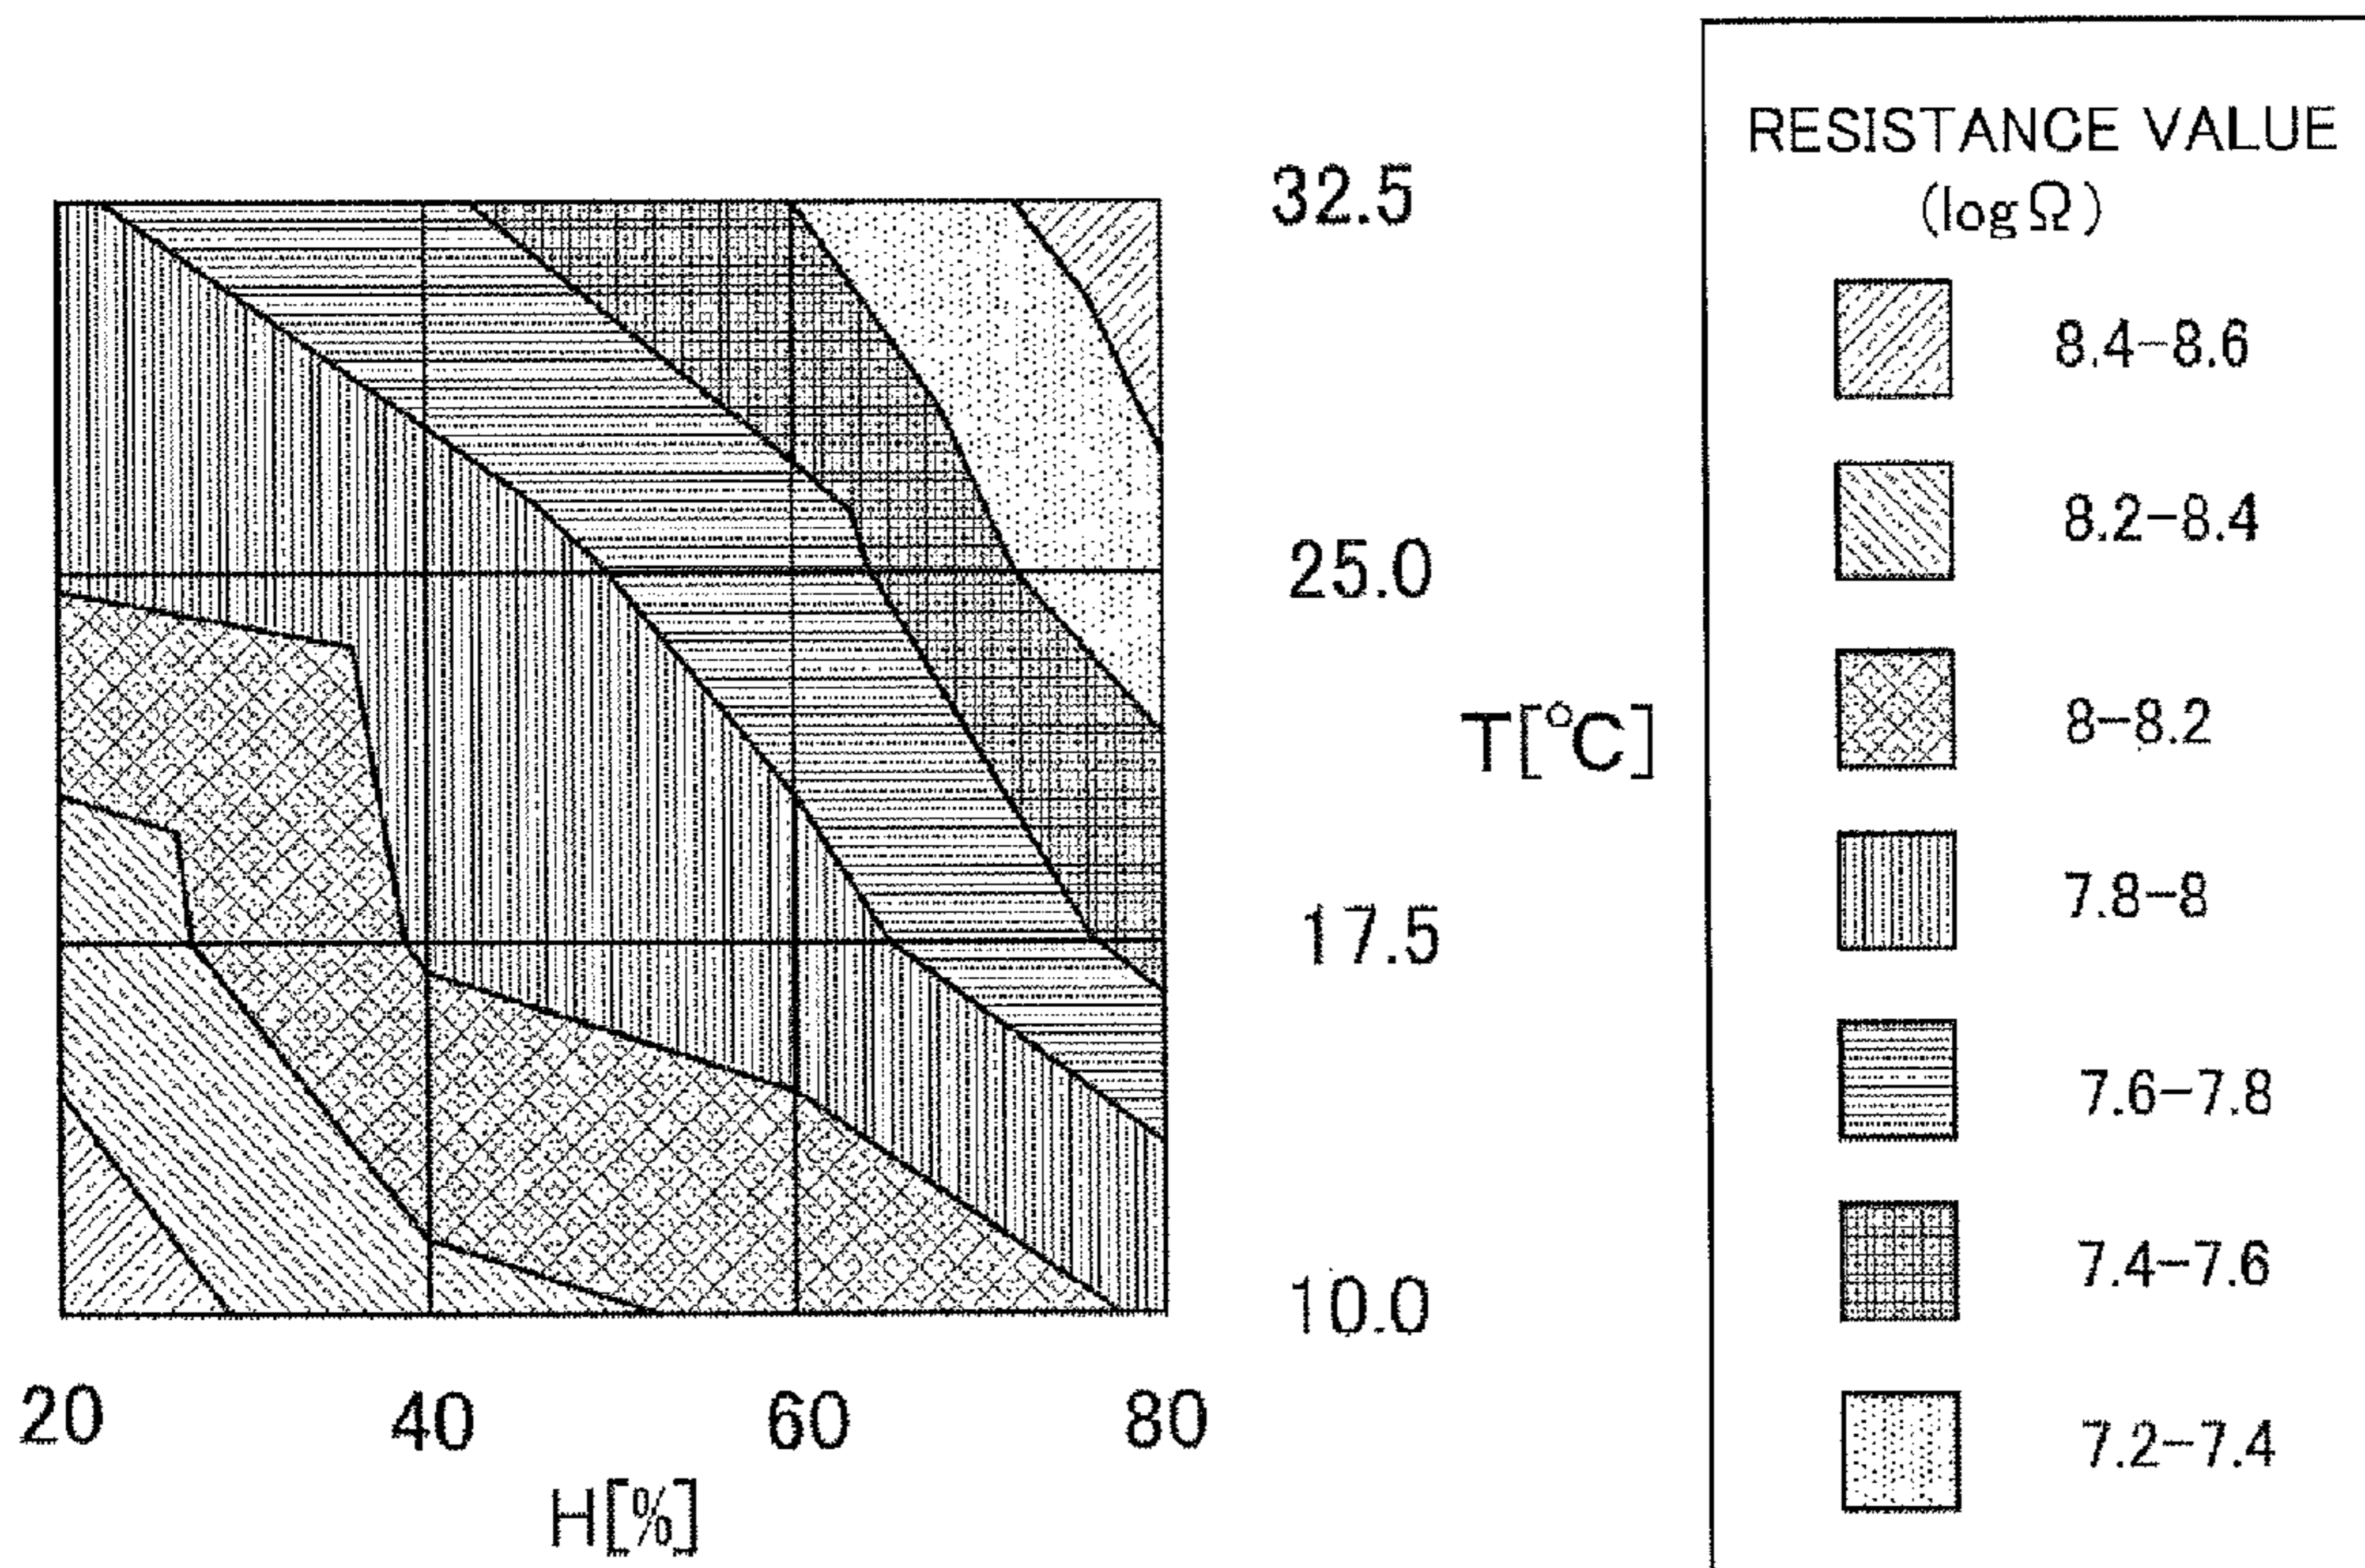 32.5
25.0
T[°C]
17.5
10.0
20 40 60 80
H[%]
RESISTANCE VALUE
(logΩ)
8.4-8.6
8.2-8.4
8-8.2
7.8-8
7.6-7.8
7.4-7.6
7.2-7.4